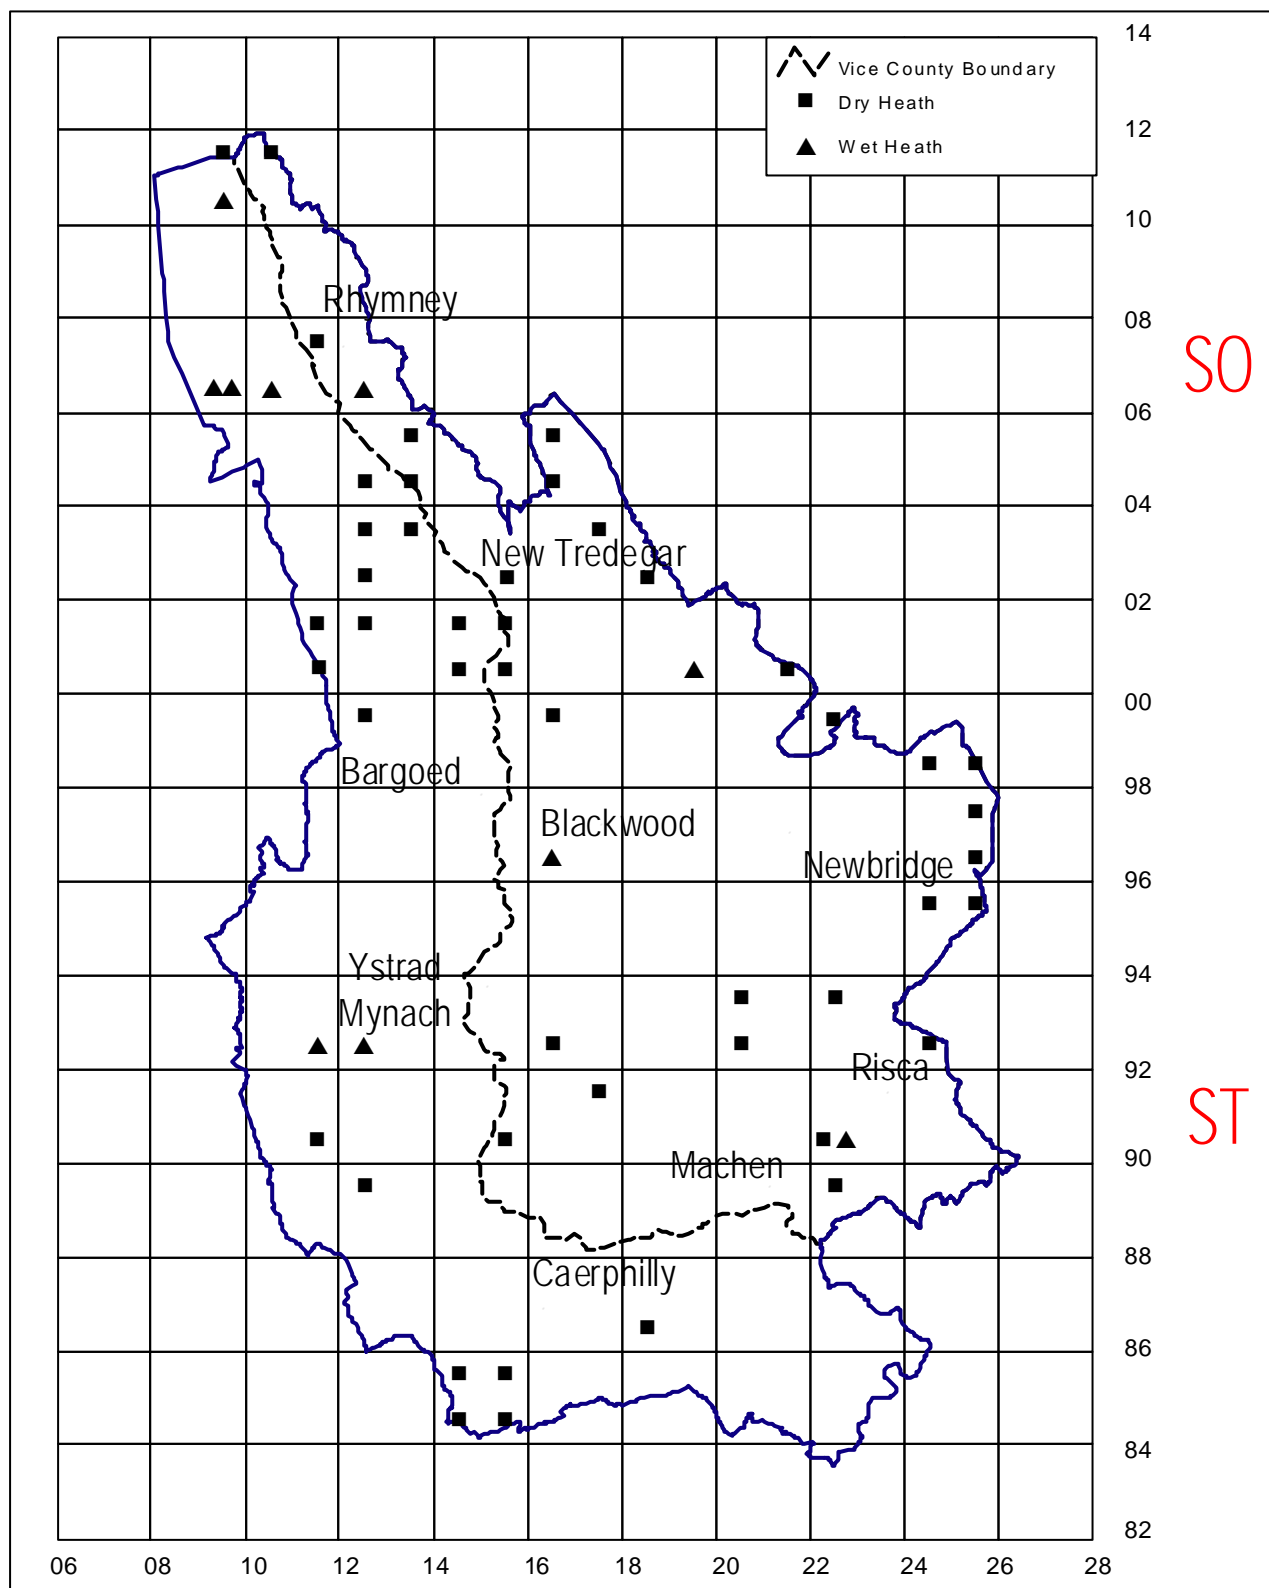 14
Vice County Boundary
Dry Heath
12
Wet Heath
10
Rhymney
08
SO
06
04
New Tredegar
02
00
Bargoed
98
Blackwood
Newbridge
96
Ystrad
94
Mynach
Risca
92
ST
Machen
90
88
Caerphilly
86
84
82
06 08 10 12 14 16 18 20 22 24 26 28